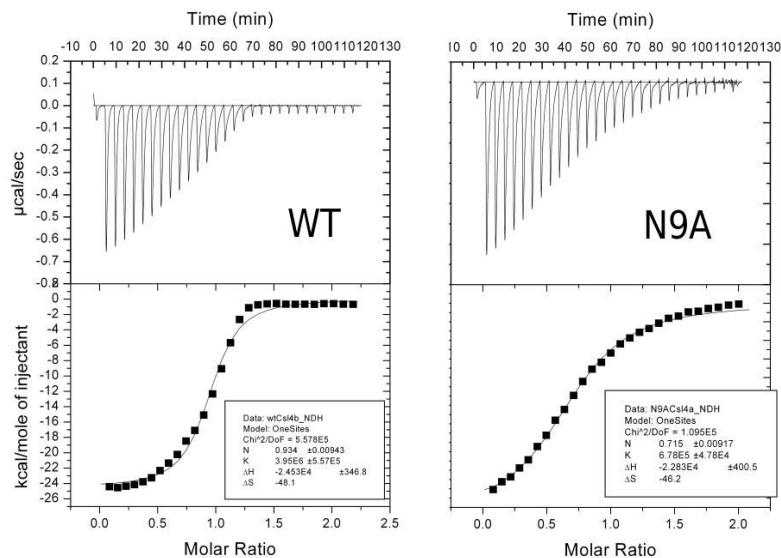 Time (min)
-10 0 10 20 30 40 50 60 70 80 90 100 110 120 130
0.2
0.1
0.0
-0.1
-0.2
-0.3
-0.4
-0.5
-0.6
-0.7
-0.8
µcal/sec
WT
0
-2
-4
-6
-8
-10
-12
-14
-16
-18
-20
-22
-24
-26
kcal/mole of injectant
Data: wtCsl4b_NDH
Model: OneSites
Chi^2/DoF = 5.578E5
N 0.934 ±0.00943
K 3.95E6 ±5.57E5
ΔH -2.453E4 ±346.8
ΔS -48.1
0.0 0.5 1.0 1.5 2.0 2.5
Molar Ratio
Time (min)
10 0 10 20 30 40 50 60 70 80 90 100 110 120 130
N9A
Data: N9ACsl4a_NDH
Model: OneSites
Chi^2/DoF = 1.095E5
N 0.715 ±0.00917
K 6.78E5 ±4.78E4
ΔH -2.283E4 ±400.5
ΔS -46.2
0.0 0.5 1.0 1.5 2.0
Molar Ratio